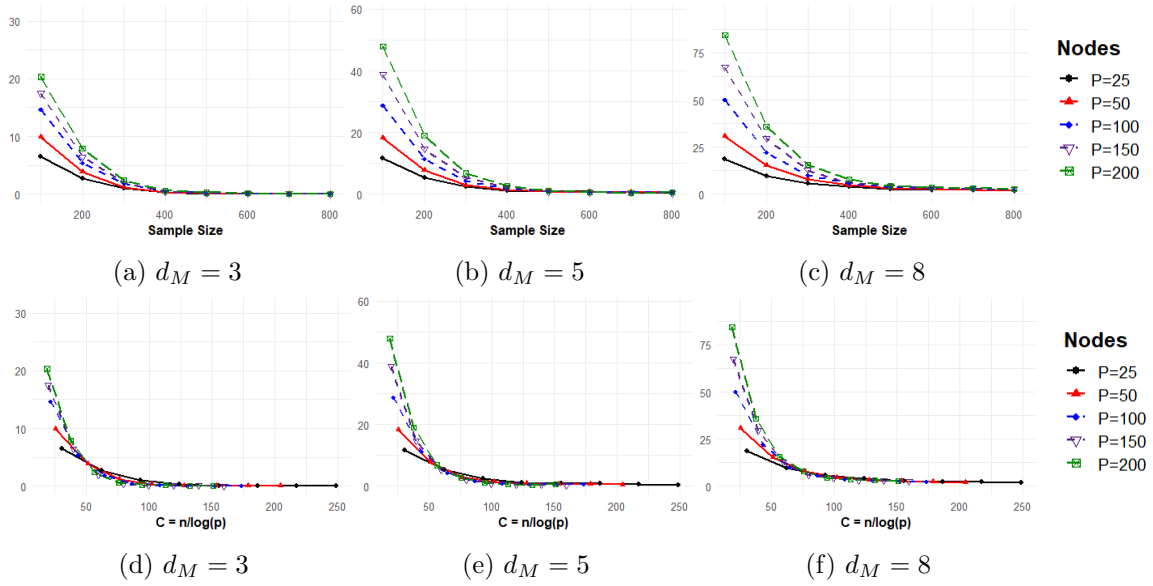 30
20
10
0
200 400 600 800
Sample Size
(a) d_M = 3
60
40
20
0
200 400 600 800
Sample Size
(b) d_M = 5
75
50
25
0
200 400 600 800
Sample Size
(c) d_M = 8
Nodes
P=25
P=50
P=100
P=150
P=200
30
20
10
0
50 100 150 200 250
C = n/log(p)
(d) d_M = 3
60
40
20
0
50 100 150 200 250
C = n/log(p)
(e) d_M = 5
75
50
25
0
50 100 150 200 250
C = n/log(p)
(f) d_M = 8
Nodes
P=25
P=50
P=100
P=150
P=200